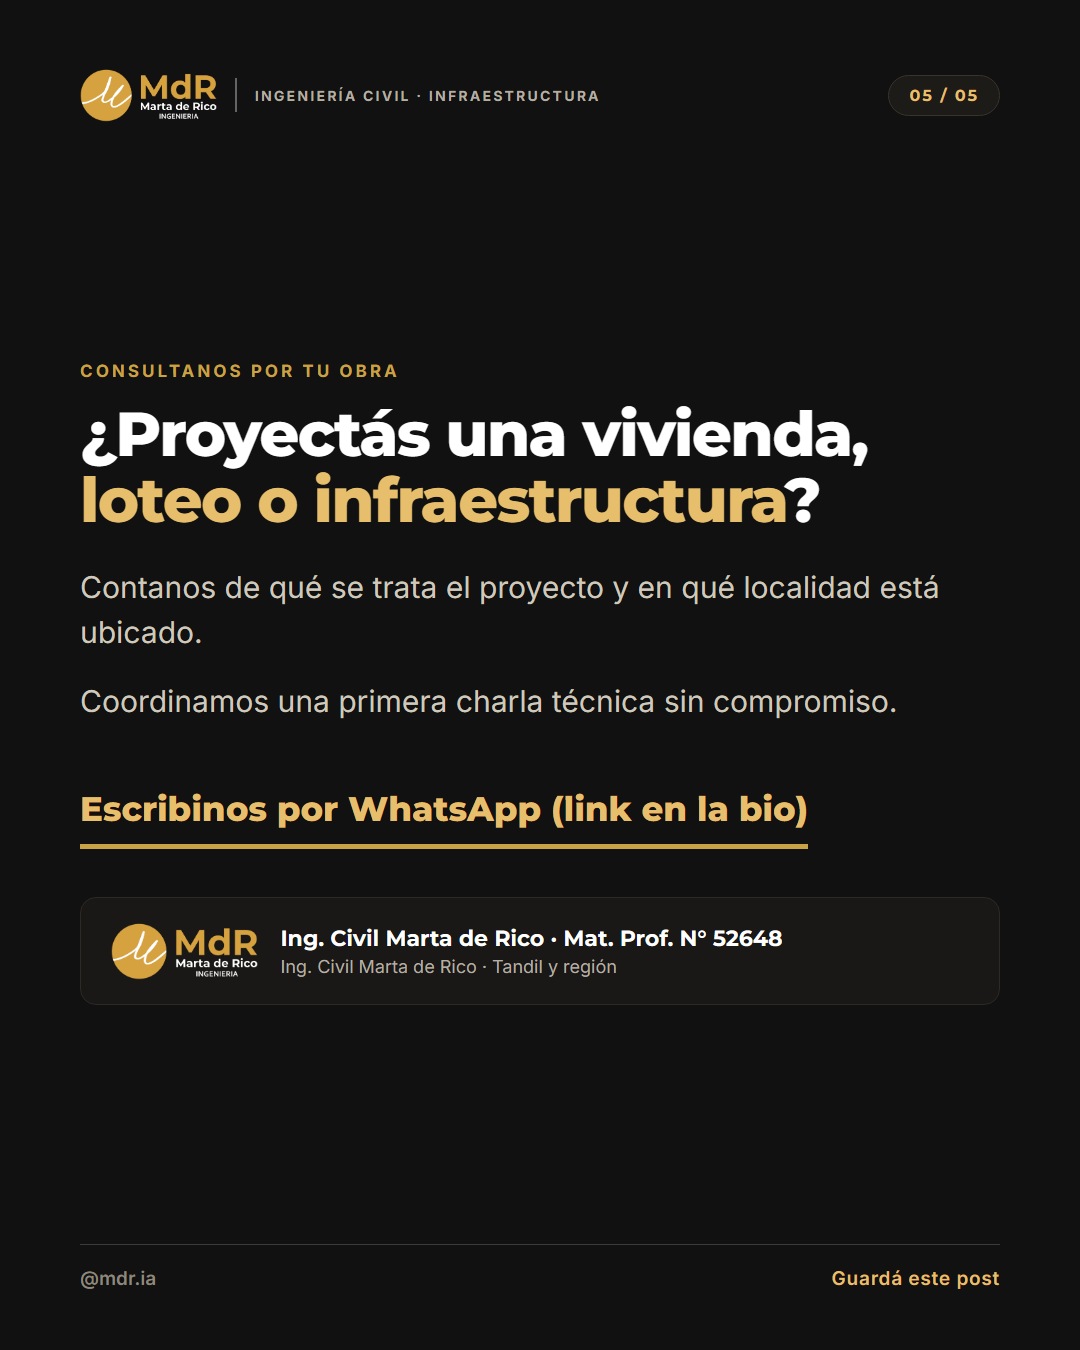 MdR
Marta de Rico
INGENIERIA
INGENIERÍA CIVIL · INFRAESTRUCTURA
05 / 05
CONSULTANOS POR TU OBRA
¿Proyectás una vivienda,
loteo o infraestructura?
Contanos de qué se trata el proyecto y en qué localidad está
ubicado.
Coordinamos una primera charla técnica sin compromiso.
Escribinos por WhatsApp (link en la bio)
MdR
Marta de Rico
INGENIERIA
Ing. Civil Marta de Rico · Mat. Prof. N° 52648
Ing. Civil Marta de Rico · Tandil y región
@mdr.ia
Guardá este post